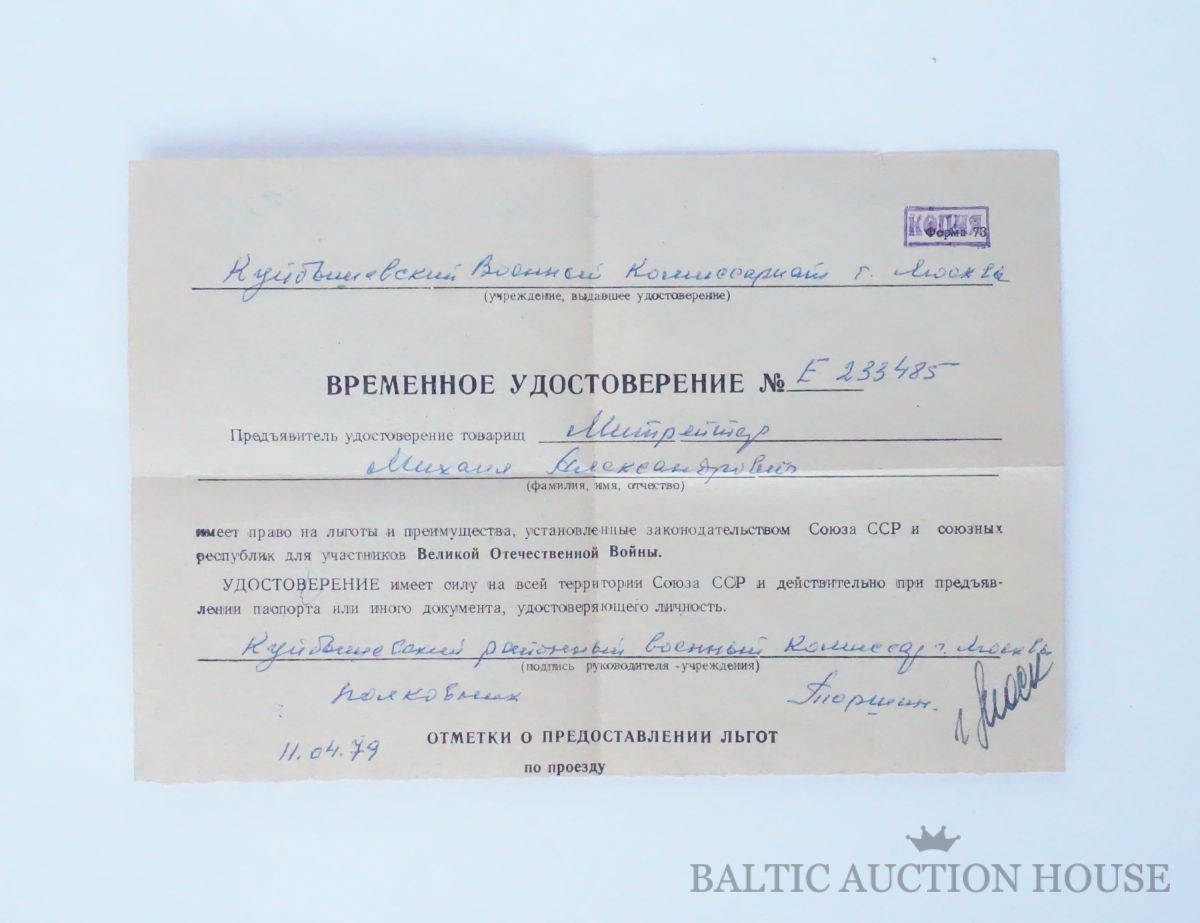 КОПИЯ
Форма 73
Куйбышевский Военный Комиссариат г. Москвы
(учреждение, выдавшее удостоверение)
ВРЕМЕННОЕ УДОСТОВЕРЕНИЕ № Е 233485
Предъявитель удостоверение товарищ
Михаил Александрович
(фамилия, имя, отчество)
имеет право на льготы и преимущества, установленные законодательством Союза ССР и союзных
республик для участников Великой Отечественной Войны.
УДОСТОВЕРЕНИЕ имеет силу на всей территории Союза ССР и действительно при предъяв-
лении паспорта или иного документа, удостоверяющего личность.
Куйбышевский районный военный комиссар г. Москвы
(подпись руководителя -учреждения)
полковник Торшин.
11.04.79
ОТМЕТКИ О ПРЕДОСТАВЛЕНИИ ЛЬГОТ
по проезду
BALTIC AUCTION HOUSE